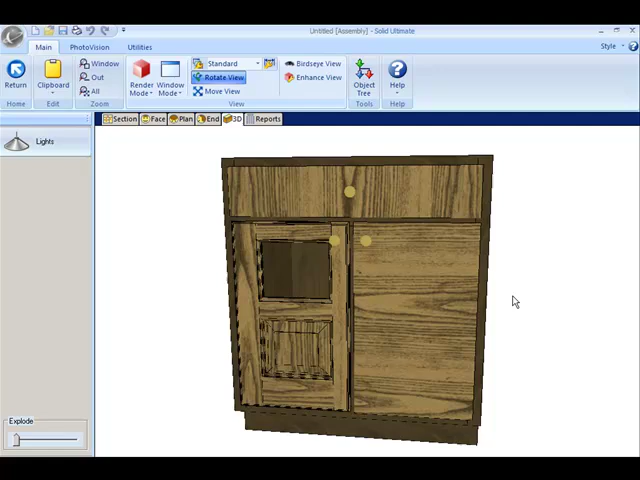 Untitled [Assembly] - Solid Ultimate
Main PhotoVision Utilities Style
Return
Home
Clipboard
Edit
Window
Out
All
Zoom
Render Mode
Window Mode
Standard
Rotate View
Move View
Birdseye View
Enhance View
View
Object Tree
Tools
Help
Help
Section Face Plan End 3D Reports
Lights
Explode